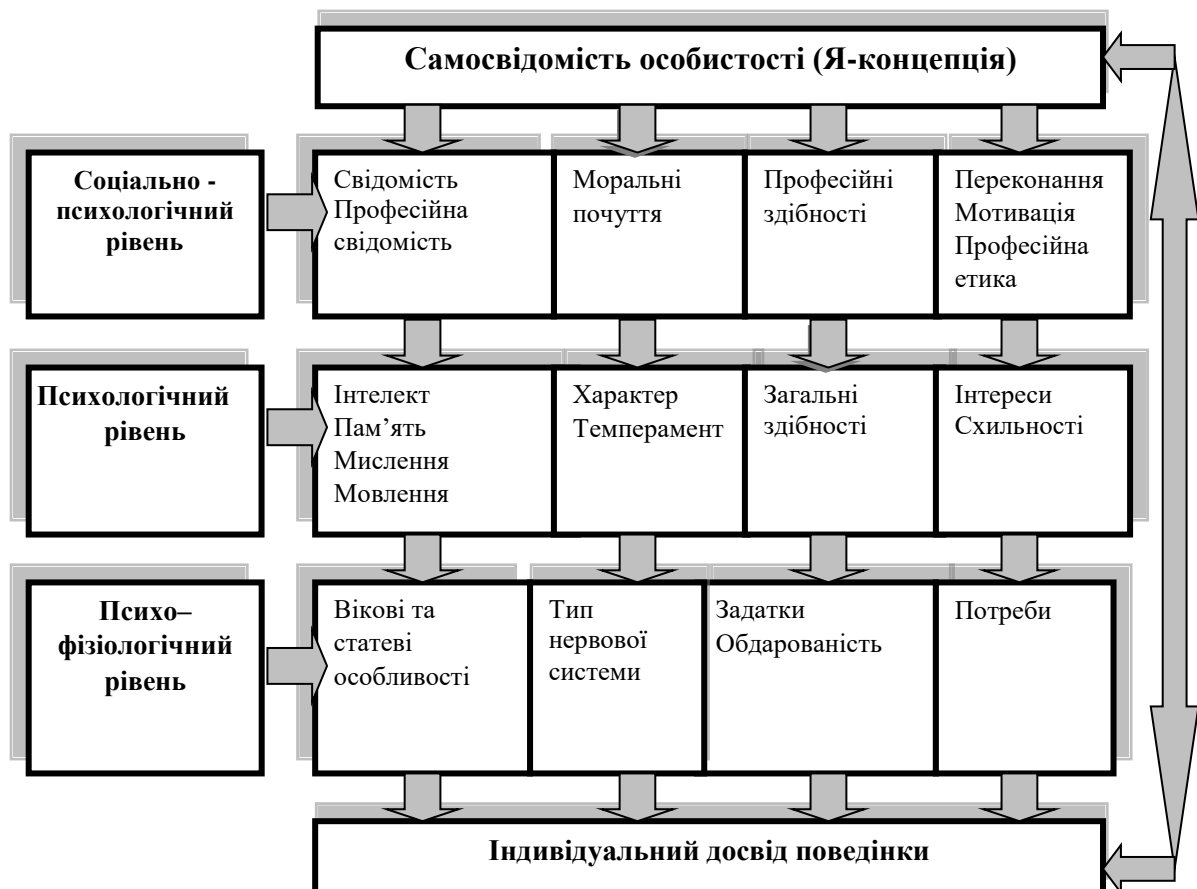 Самосвідомість особистості (Я-концепція)
Соціально -
психологічний
рівень
Свідомість
Професійна
свідомість
Моральні
почуття
Професійні
здібності
Переконання
Мотивація
Професійна
етика
Психологічний
рівень
Інтелект
Пам’ять
Мислення
Мовлення
Характер
Темперамент
Загальні
здібності
Інтереси
Схильності
Психо–
фізіологічний
рівень
Вікові та
статеві
особливості
Тип
нервової
системи
Задатки
Обдарованість
Потреби
Індивідуальний досвід поведінки